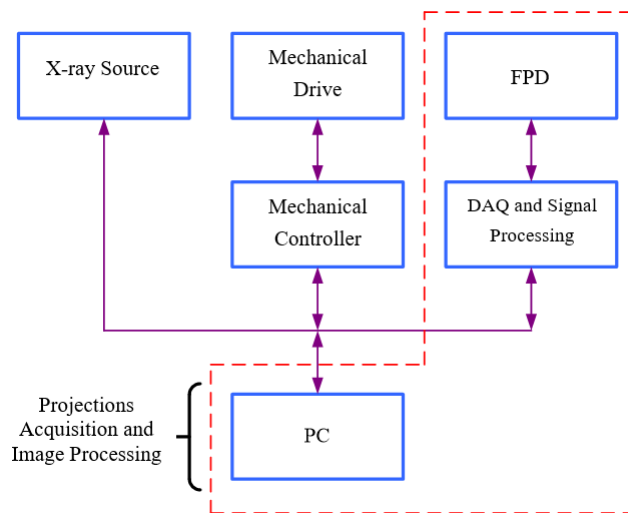 X-ray Source
Mechanical
Drive
FPD
Mechanical
Controller
DAQ and Signal
Processing
Projections
Acquisition and
Image Processing
PC